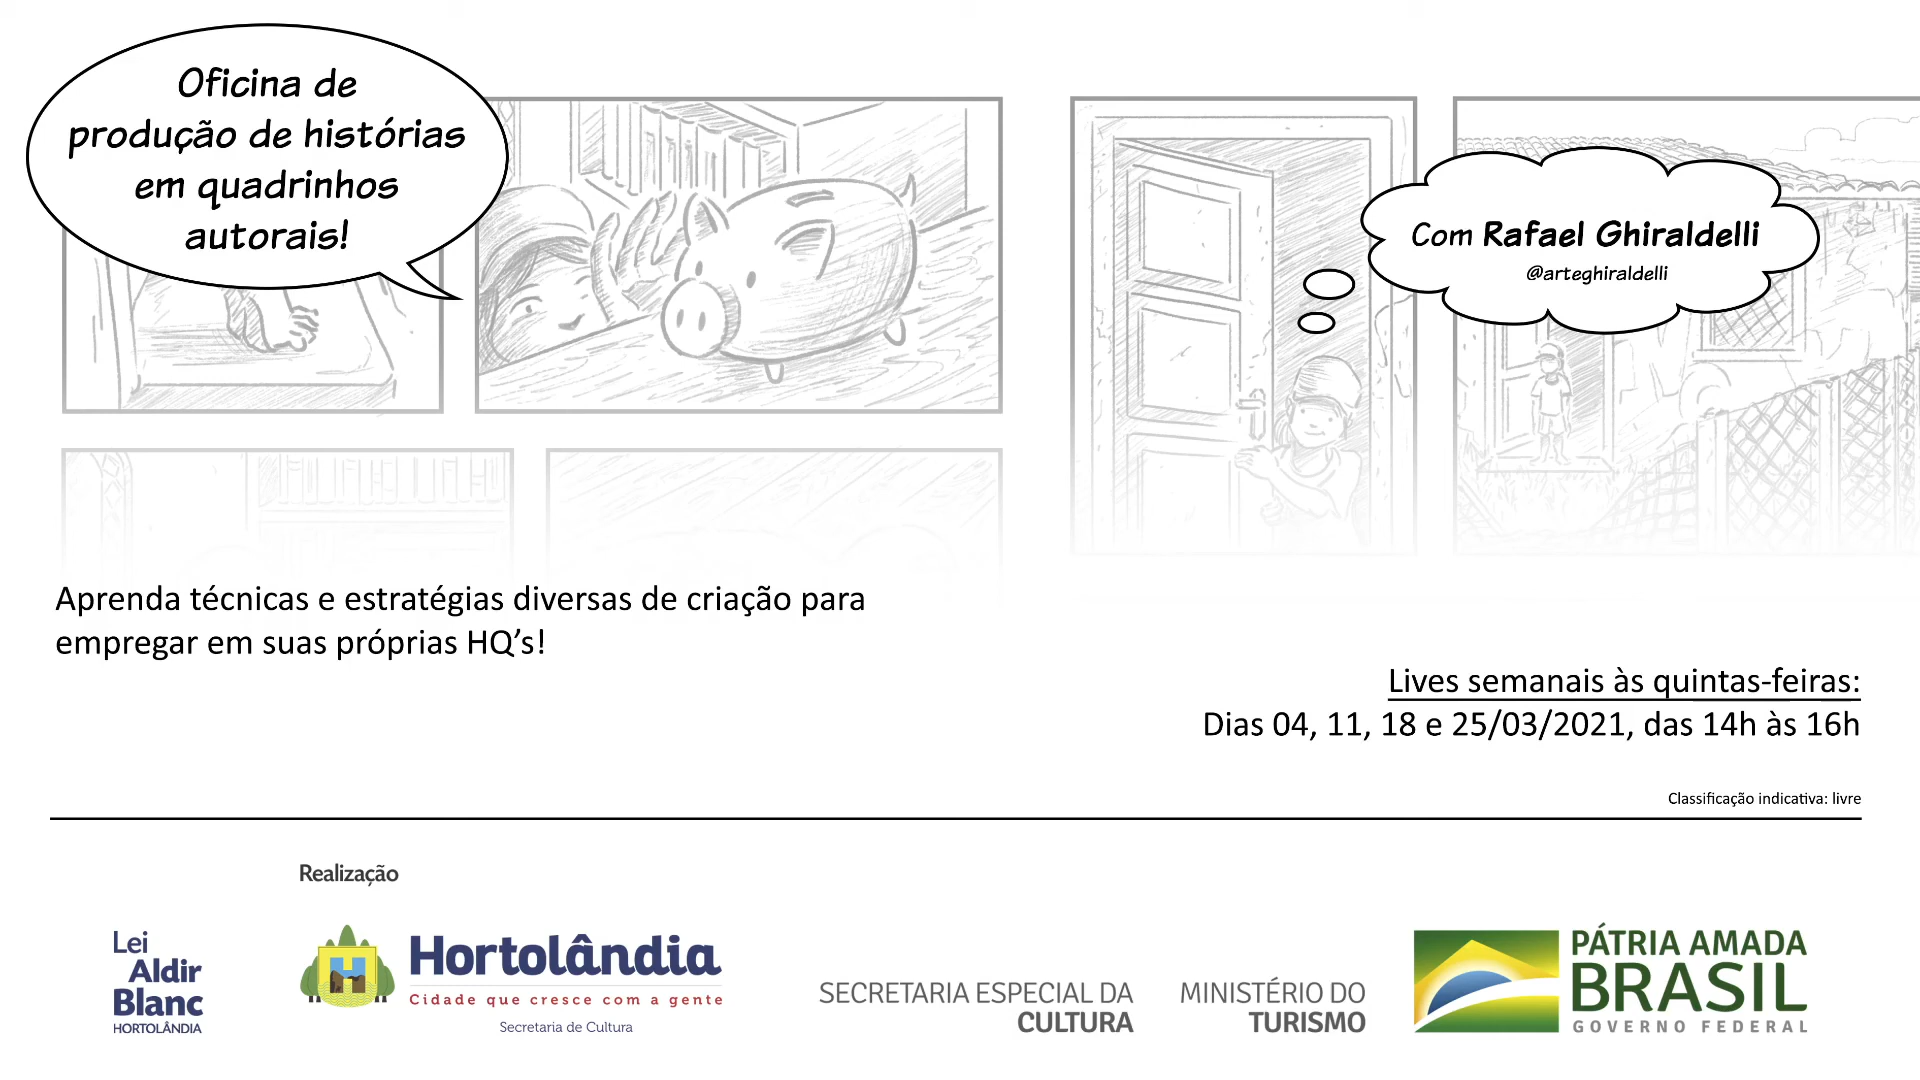 Oficina de
produção de histórias
em quadrinhos
autorais!
Com Rafael Ghiraldelli
@arteghiraldelli
Aprenda técnicas e estratégias diversas de criação para
empregar em suas próprias HQ’s!
Lives semanais às quintas-feiras:
Dias 04, 11, 18 e 25/03/2021, das 14h às 16h
Classificação indicativa: livre
Realização
Lei
Aldir
Blanc
HORTOLÂNDIA
H
Hortolândia
Cidade que cresce com a gente
Secretaria de Cultura
SECRETARIA ESPECIAL DA
CULTURA
MINISTÉRIO DO
TURISMO
PÁTRIA AMADA
BRASIL
GOVERNO FEDERAL